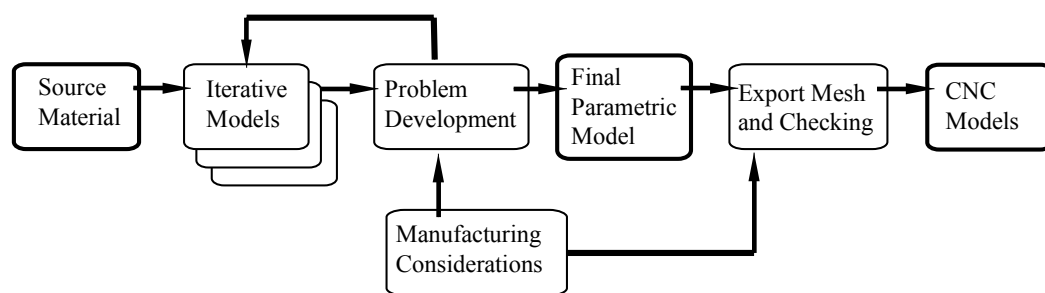 Source
Material
Iterative
Models
Problem
Development
Final
Parametric
Model
Export Mesh
and Checking
CNC
Models
Manufacturing
Considerations